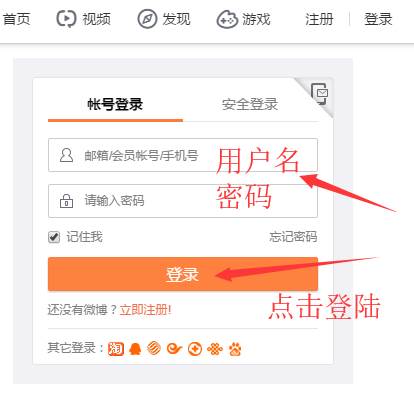 首页 视频 发现 游戏 注册 登录
帐号登录 安全登录
邮箱/会员帐号/手机号 用户名
请输入密码 密码
记住我 忘记密码
登录
点击登陆
还没有微博？立即注册!
其它登录： 淘